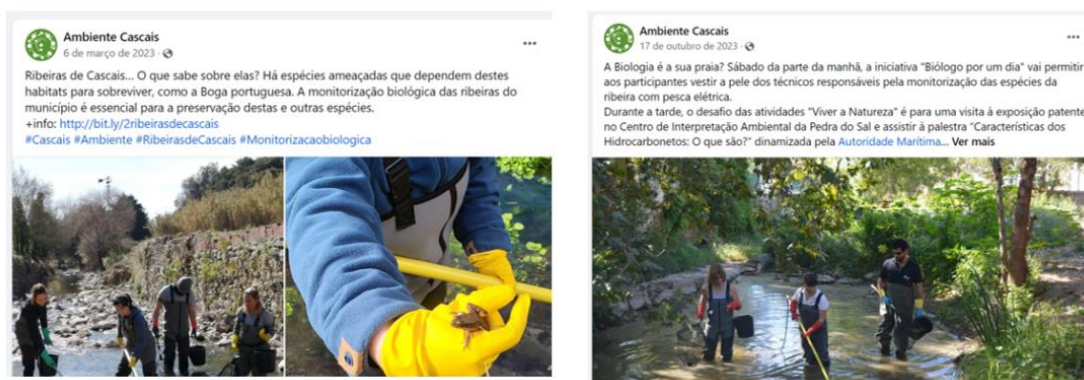 Ambiente Cascais
6 de março de 2023 ·
Ribeiras de Cascais... O que sabe sobre elas? Há espécies ameaçadas que dependem destes
habitats para sobreviver, como a Boga portuguesa. A monitorização biológica das ribeiras do
município é essencial para a preservação destas e outras espécies.
+info: http://bit.ly/2ribeirasdecascais
#Cascais #Ambiente #RibeirasdeCascais #Monitorizacaobiologica
Ambiente Cascais
17 de outubro de 2023 ·
A Biologia é a sua praia? Sábado da parte da manhã, a iniciativa "Biólogo por um dia" vai permitir
aos participantes vestir a pele dos técnicos responsáveis pela monitorização das espécies da
ribeira com pesca elétrica.
Durante a tarde, o desafio das atividades "Viver a Natureza" é para uma visita à exposição patente
no Centro de Interpretação Ambiental da Pedra do Sal e assistir à palestra "Características dos
Hidrocarbonetos: O que são?" dinamizada pela Autoridade Marítima... Ver mais